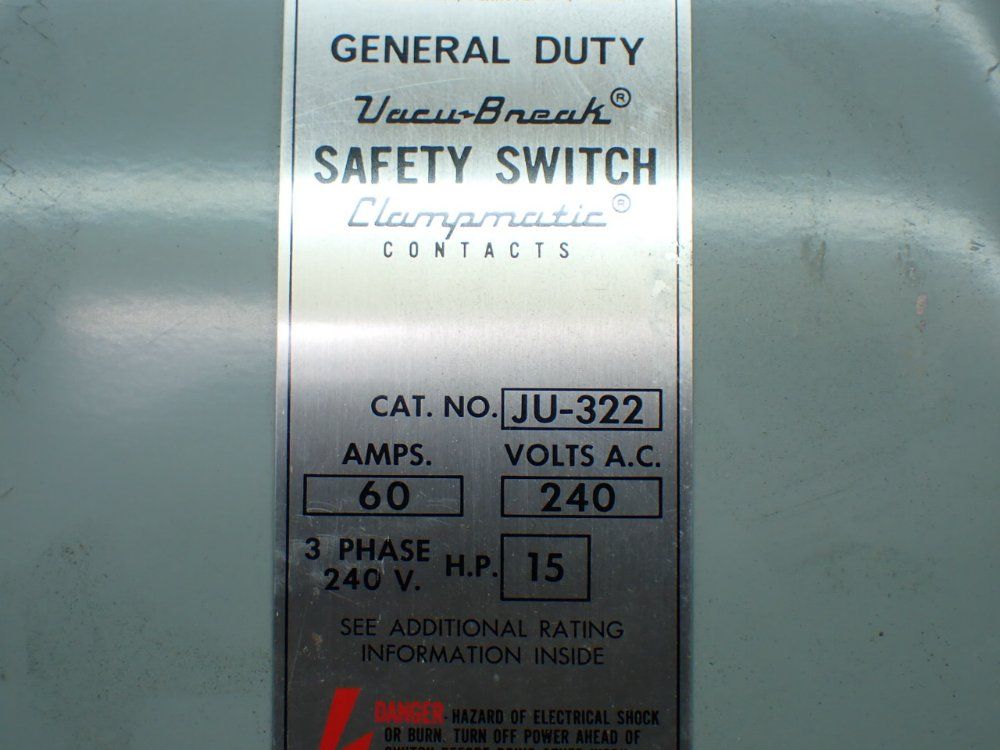 GENERAL DUTY
Vacu-Break®
SAFETY SWITCH
Clampmatic®
CONTACTS
CAT. NO. JU-322
AMPS. VOLTS A.C.
60 240
3 PHASE
240 V. H.P. 15
SEE ADDITIONAL RATING
INFORMATION INSIDE
DANGER - HAZARD OF ELECTRICAL SHOCK
OR BURN. TURN OFF POWER AHEAD OF